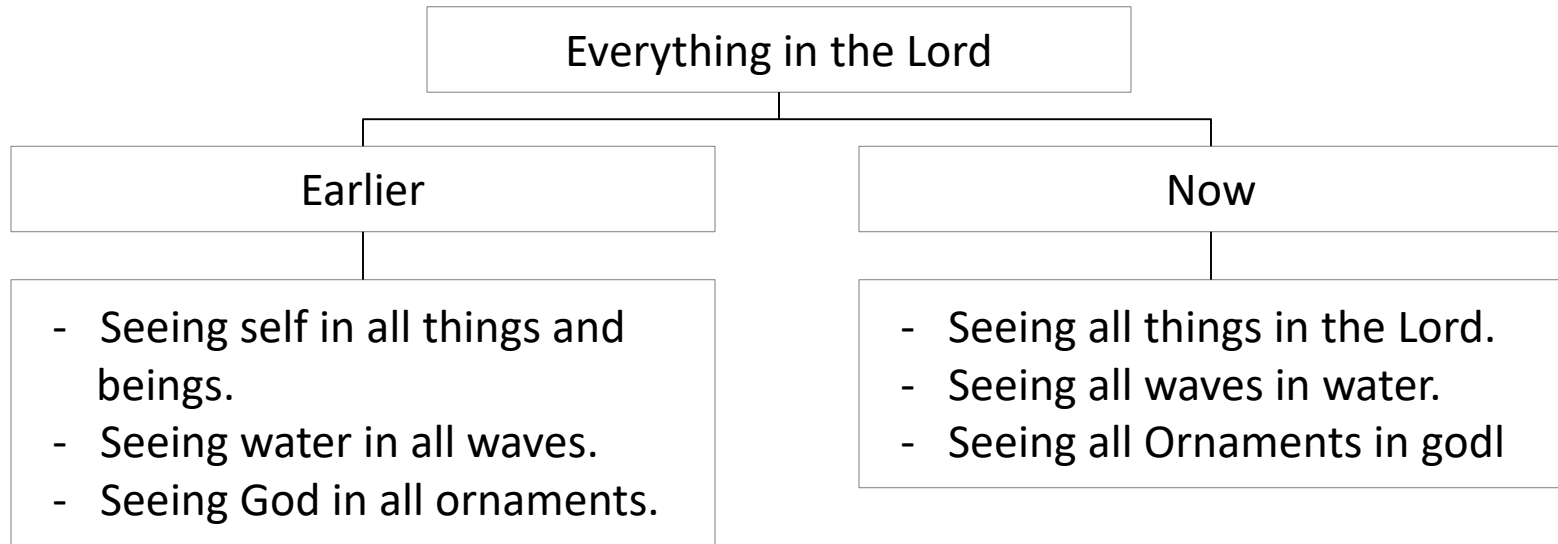 Everything in the Lord
Earlier
Now
- Seeing self in all things and
beings.
- Seeing water in all waves.
- Seeing God in all ornaments.
- Seeing all things in the Lord.
- Seeing all waves in water.
- Seeing all Ornaments in godl